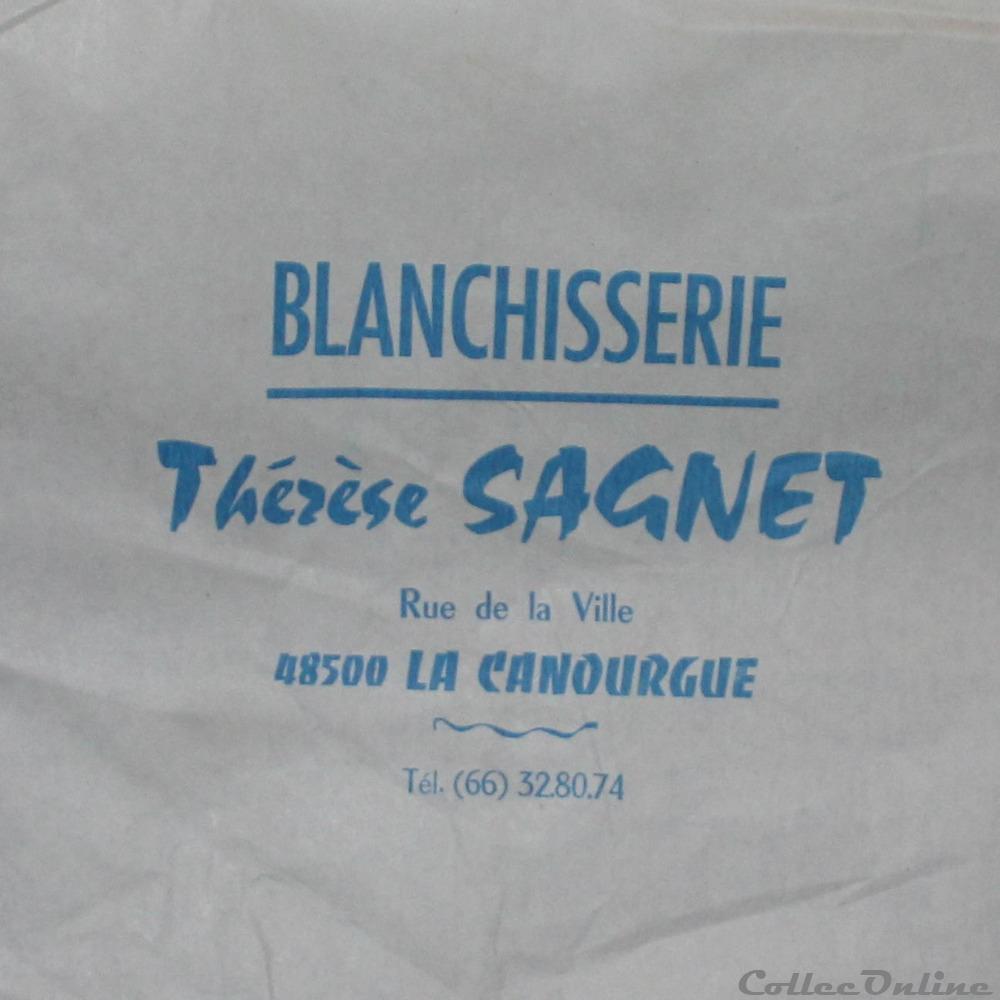 BLANCHISSERIE
Thérèse SAGNET
Rue de la Ville
48500 LA CANOURGUE
Tél. (66) 32.80.74
CollecOnline